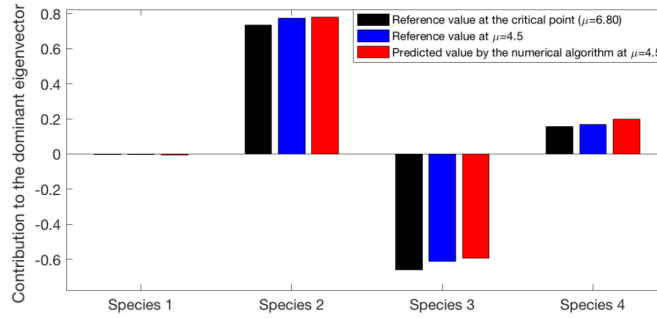 Contribution to the dominant eigenvector
0.8
0.6
0.4
0.2
0
-0.2
-0.4
-0.6
Reference value at the critical point (μ=6.80)
Reference value at μ=4.5
Predicted value by the numerical algorithm at μ=4.5
Species 1
Species 2
Species 3
Species 4